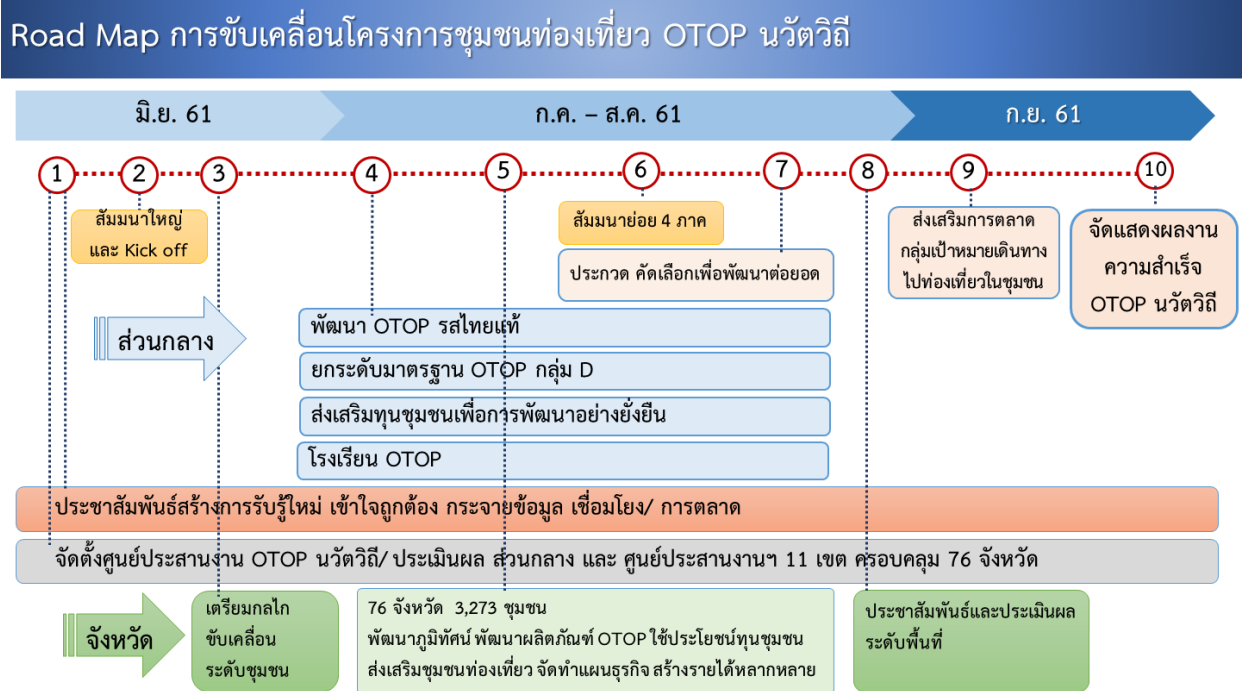 Road Map การขับเคลื่อนโครงการชุมชนท่องเที่ยว OTOP นวัตวิถี
มิ.ย. 61
ก.ค. – ส.ค. 61
ก.ย. 61
1
2
3
4
5
6
7
8
9
10
สัมมนาใหญ่
และ Kick off
สัมมนาย่อย 4 ภาค
ประกวด คัดเลือกเพื่อพัฒนาต่อยอด
ส่งเสริมการตลาด
กลุ่มเป้าหมายเดินทาง
ไปท่องเที่ยวในชุมชน
จัดแสดงผลงาน
ความสำเร็จ
OTOP นวัตวิถี
ส่วนกลาง
พัฒนา OTOP รสไทยแท้
ยกระดับมาตรฐาน OTOP กลุ่ม D
ส่งเสริมทุนชุมชนเพื่อการพัฒนาอย่างยั่งยืน
โรงเรียน OTOP
ประชาสัมพันธ์สร้างการรับรู้ใหม่ เข้าใจถูกต้อง กระจายข้อมูล เชื่อมโยง/ การตลาด
จัดตั้งศูนย์ประสานงาน OTOP นวัตวิถี/ ประเมินผล ส่วนกลาง และ ศูนย์ประสานงานฯ 11 เขต ครอบคลุม 76 จังหวัด
จังหวัด
เตรียมกลไก
ขับเคลื่อน
ระดับชุมชน
76 จังหวัด 3,273 ชุมชน
พัฒนาภูมิทัศน์ พัฒนาผลิตภัณฑ์ OTOP ใช้ประโยชน์ทุนชุมชน
ส่งเสริมชุมชนท่องเที่ยว จัดทำแผนธุรกิจ สร้างรายได้หลากหลาย
ประชาสัมพันธ์และประเมินผล
ระดับพื้นที่